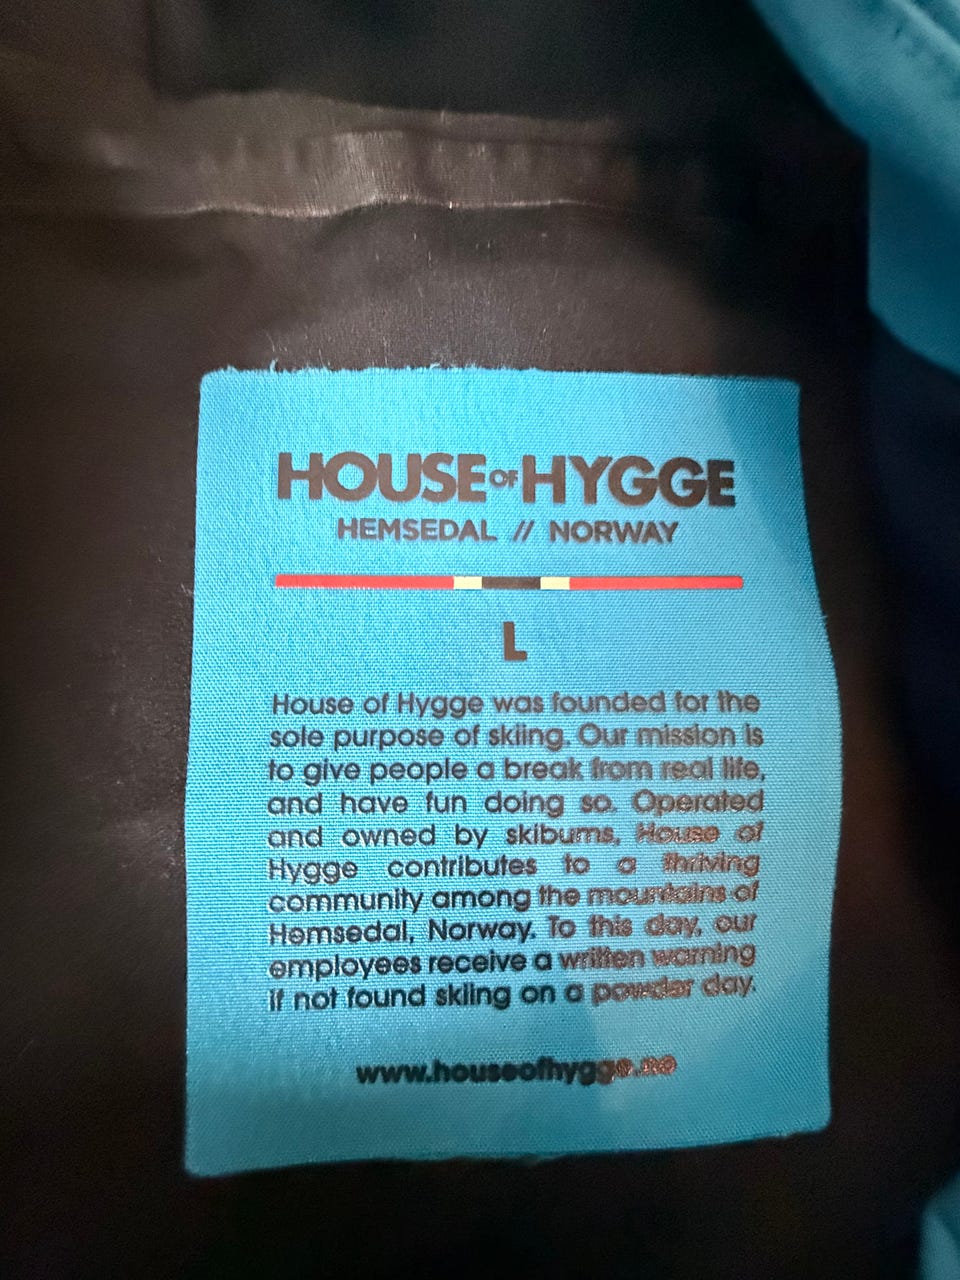 HOUSE OF HYGGE
HEMSEDAL // NORWAY
L
House of Hygge was founded for the
sole purpose of skiing. Our mission is
to give people a break from real life,
and have fun doing so. Operated
and owned by skibums, House of
Hygge contributes to a thriving
community among the mountains of
Hemsedal, Norway. To this day, our
employees receive a written warning
if not found skiing on a powder day.
www.houseofhygge.no